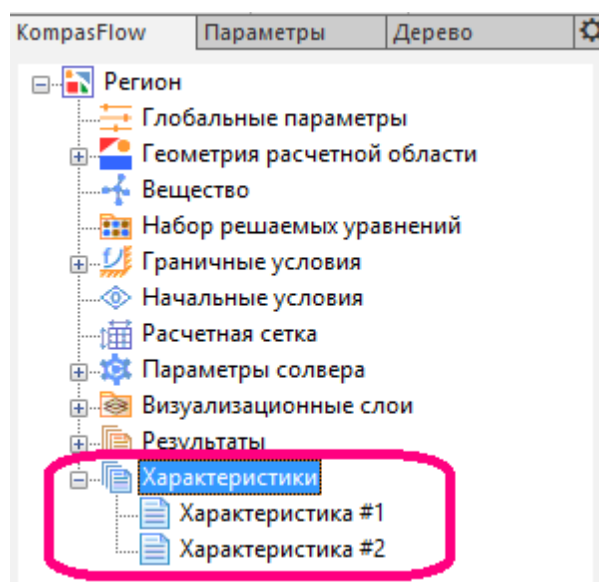 KompasFlow Параметры Дерево
Регион
Глобальные параметры
Геометрия расчетной области
Вещество
Набор решаемых уравнений
Граничные условия
Начальные условия
Расчетная сетка
Параметры солвера
Визуализационные слои
Результаты
Характеристики
Характеристика #1
Характеристика #2